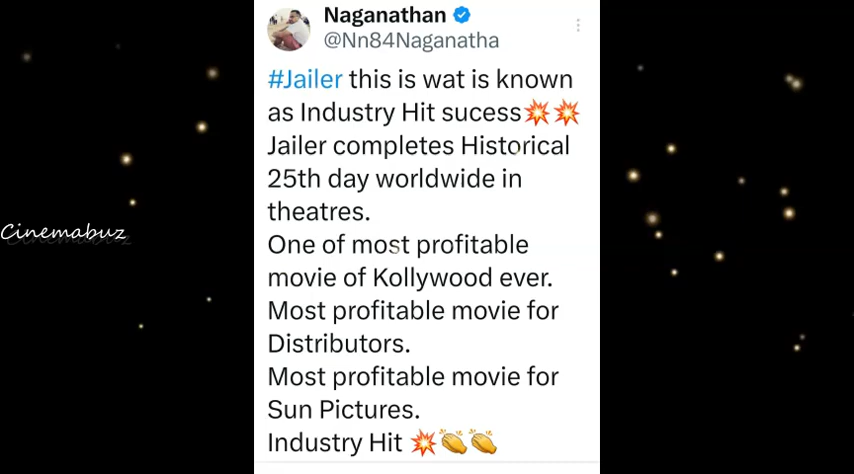 Naganathan
@Nn84Naganatha
#Jailer this is wat is known
as Industry Hit sucess💥💥
Jailer completes Historical
25th day worldwide in
theatres.
One of most profitable
movie of Kollywood ever.
Most profitable movie for
Distributors.
Most profitable movie for
Sun Pictures.
Industry Hit 💥👏👏
Cinemabuz